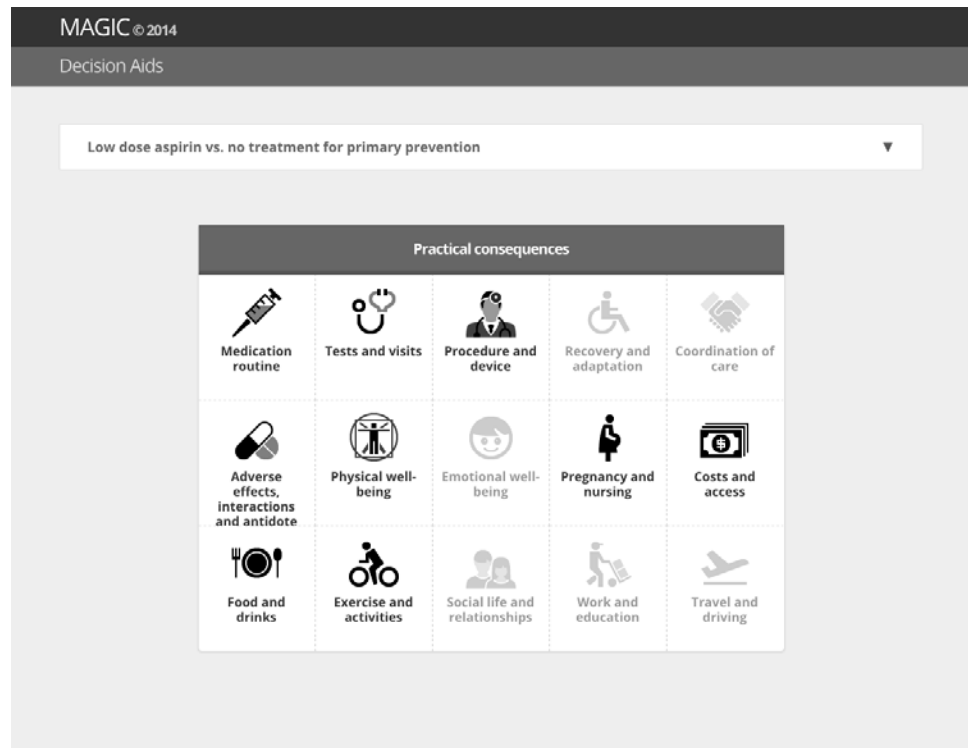 MAGIC © 2014
Decision Aids
Low dose aspirin vs. no treatment for primary prevention ▼
Practical consequences
Medication
routine
Tests and visits
Procedure and
device
Recovery and
adaptation
Coordination of
care
Adverse
effects,
interactions
and antidote
Physical well-
being
Emotional well-
being
Pregnancy and
nursing
$
Costs and
access
Food and
drinks
Exercise and
activities
Social life and
relationships
Work and
education
Travel and
driving